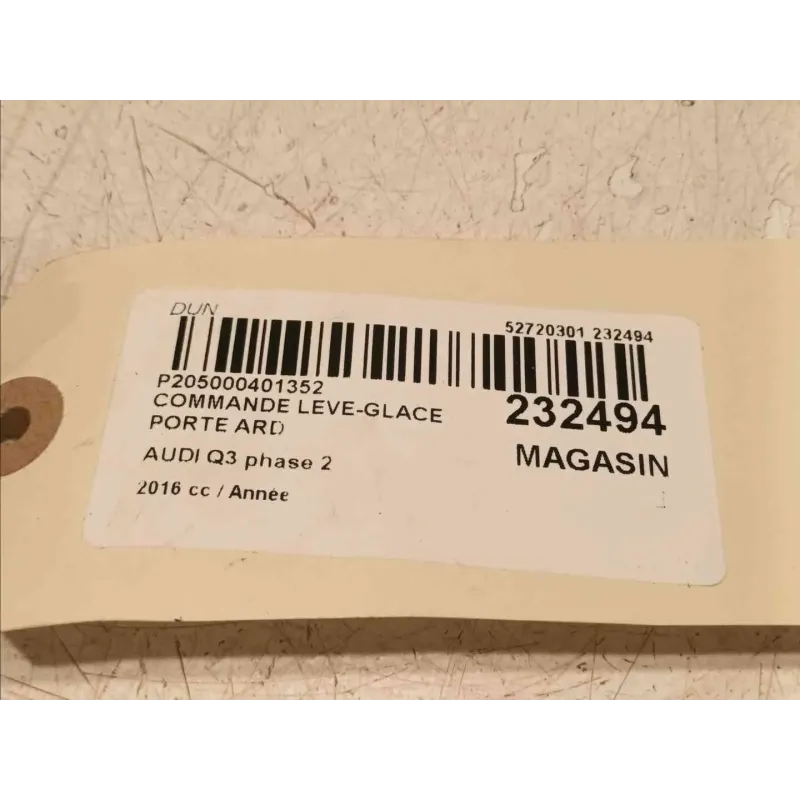 DUN
52720301 232494
P205000401352
COMMANDE LEVE-GLACE
232494
PORTE ARD
MAGASIN
AUDI Q3 phase 2
2016 cc / Année